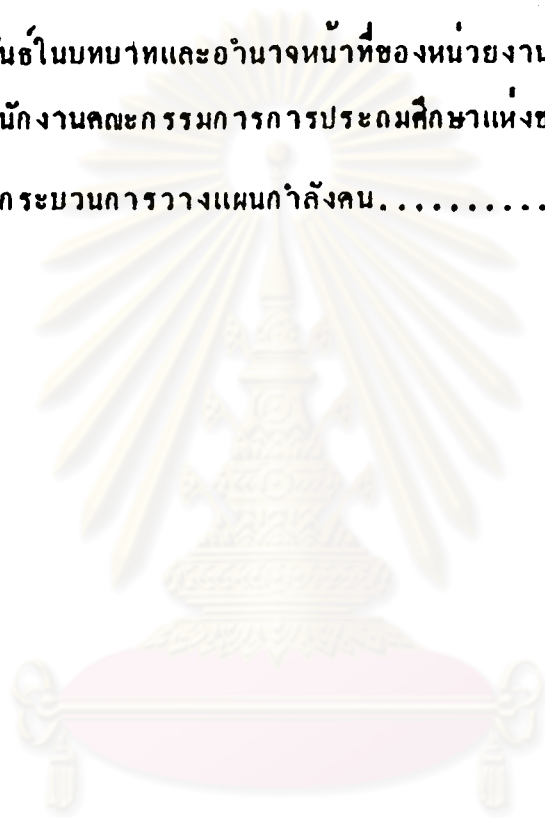 นธ์ในบทบาทและอำนาจหน้าที่ของหน่วยงาน
นักงานคณะกรรมการการประถมศึกษาแห่งช
กระบวนการวางแผนกำลังคน..........